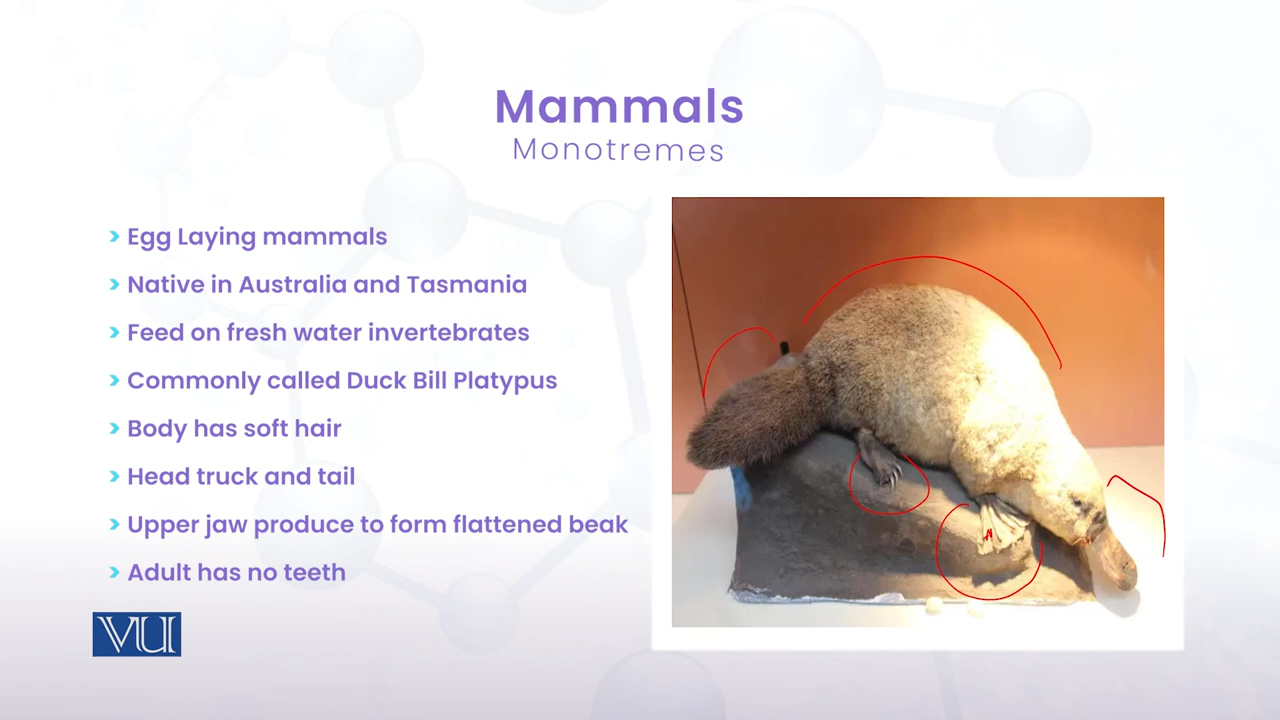 Mammals
Monotremes
Egg Laying mammals
Native in Australia and Tasmania
Feed on fresh water invertebrates
Commonly called Duck Bill Platypus
Body has soft hair
Head truck and tail
Upper jaw produce to form flattened beak
Adult has no teeth
VU